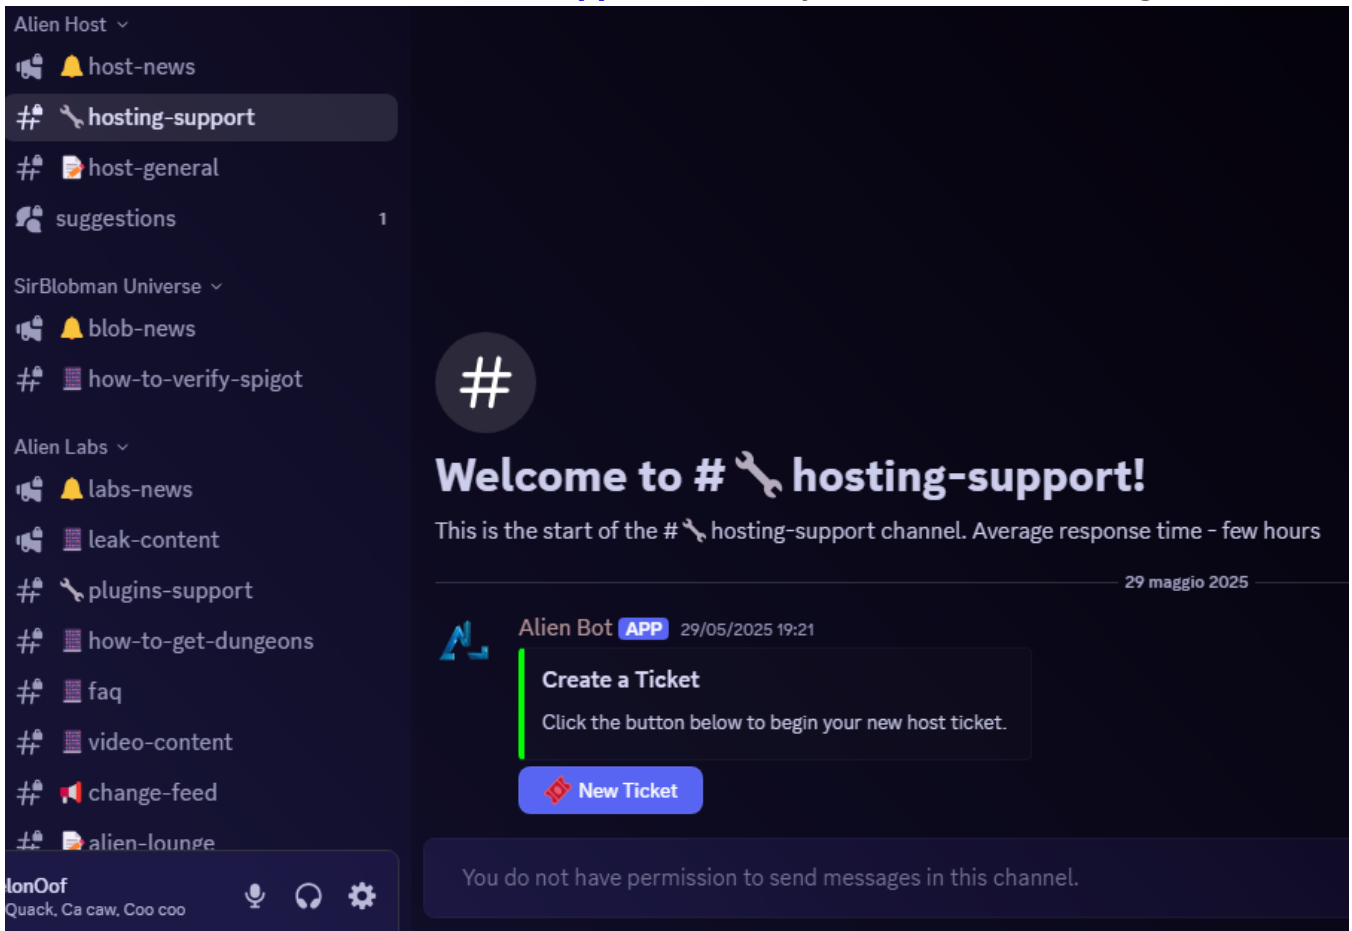 Alien Host
host-news
hosting-support
host-general
suggestions 1
SirBlobman Universe
blob-news
how-to-verify-spigot
Alien Labs
labs-news
leak-content
plugins-support
how-to-get-dungeons
faq
video-content
change-feed
alien-lounge
lonOof
Quack, Ca caw, Coo coo
Welcome to # 🔧hosting-support!
This is the start of the #🔧hosting-support channel. Average response time - few hours
29 maggio 2025
Alien Bot APP 29/05/2025 19:21
Create a Ticket
Click the button below to begin your new host ticket.
New Ticket
You do not have permission to send messages in this channel.